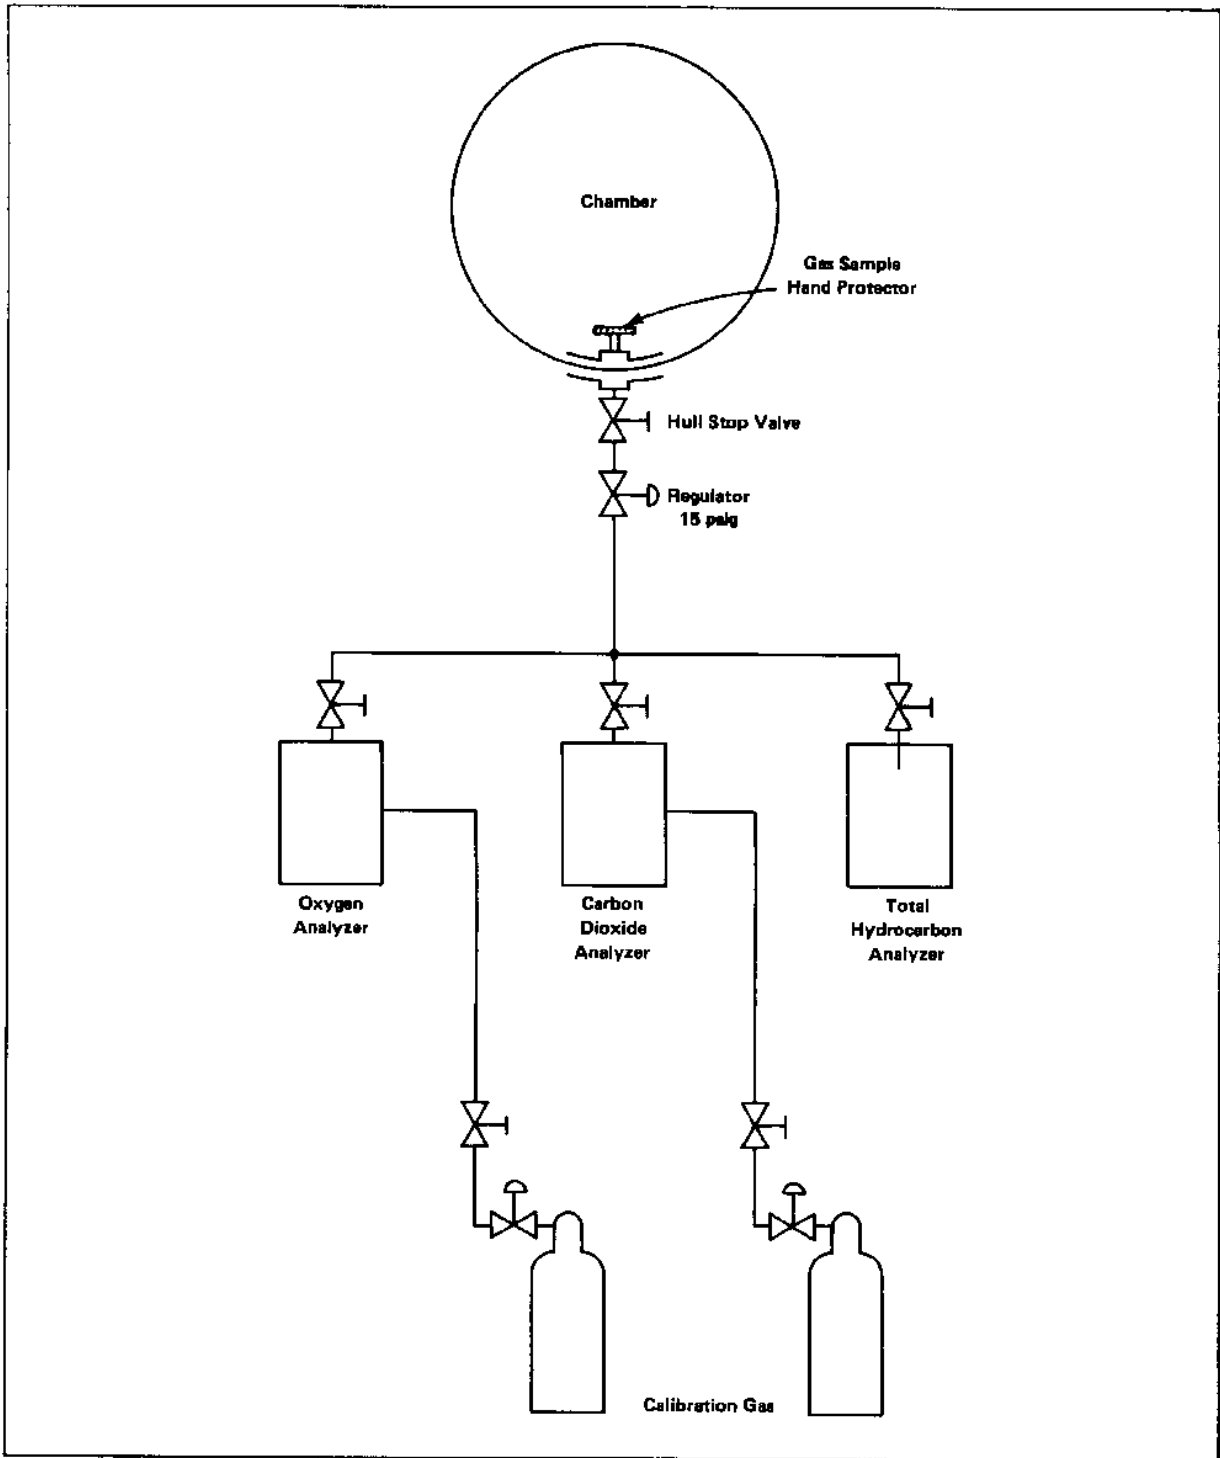 Chamber
Gas Sample
Hand Protector
Hull Stop Valve
Regulator
15 psig
Oxygen
Analyzer
Carbon
Dioxide
Analyzer
Total
Hydrocarbon
Analyzer
Calibration Gas